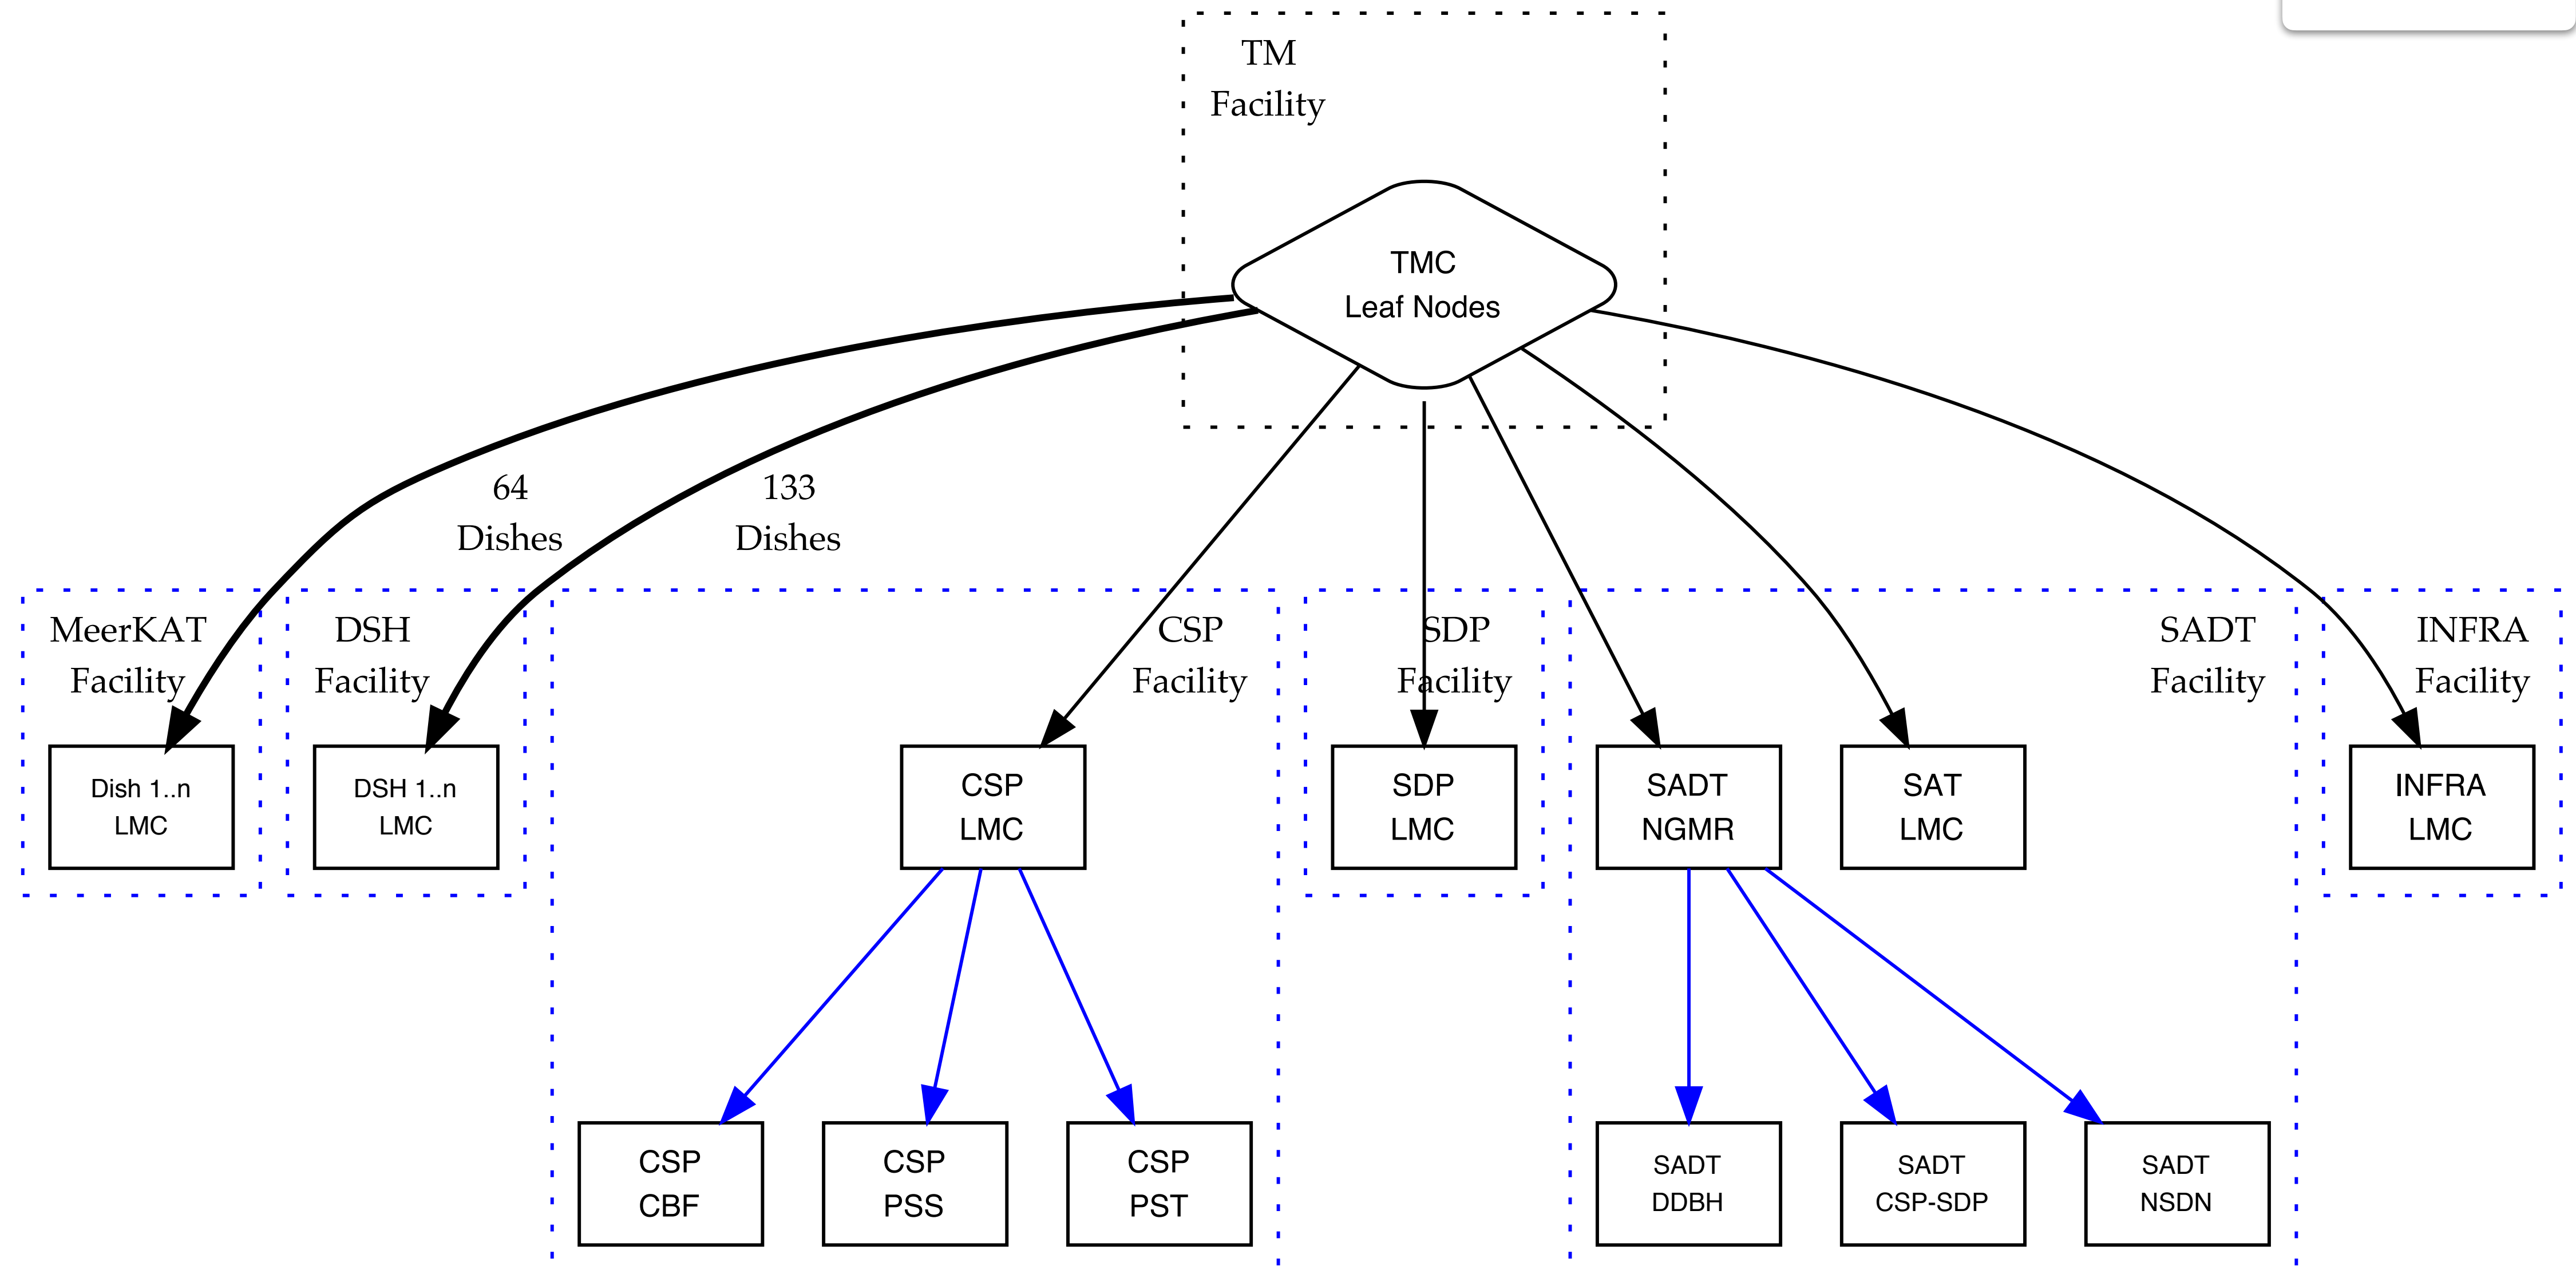 TM
Facility
TMC
Leaf Nodes
64
Dishes
133
Dishes
MeerKAT
Facility
DSH
Facility
CSP
Facility
SDP
Facility
SADT
Facility
INFRA
Facility
Dish 1..n
LMC
DSH 1..n
LMC
CSP
LMC
SDP
LMC
SADT
NGMR
SAT
LMC
INFRA
LMC
CSP
CBF
CSP
PSS
CSP
PST
SADT
DDBH
SADT
CSP-SDP
SADT
NSDN